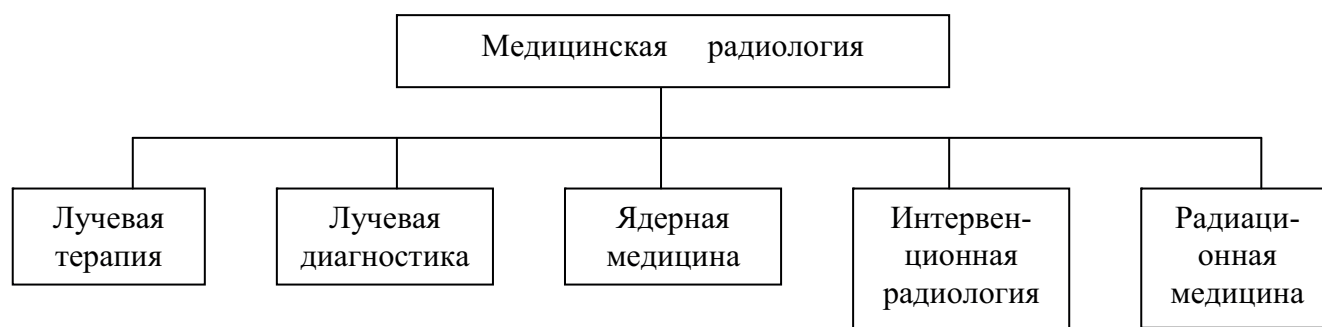 Медицинская радиология
Лучевая
терапия
Лучевая
диагностика
Ядерная
медицина
Интервен-
ционная
радиология
Радиаци-
онная
медицина